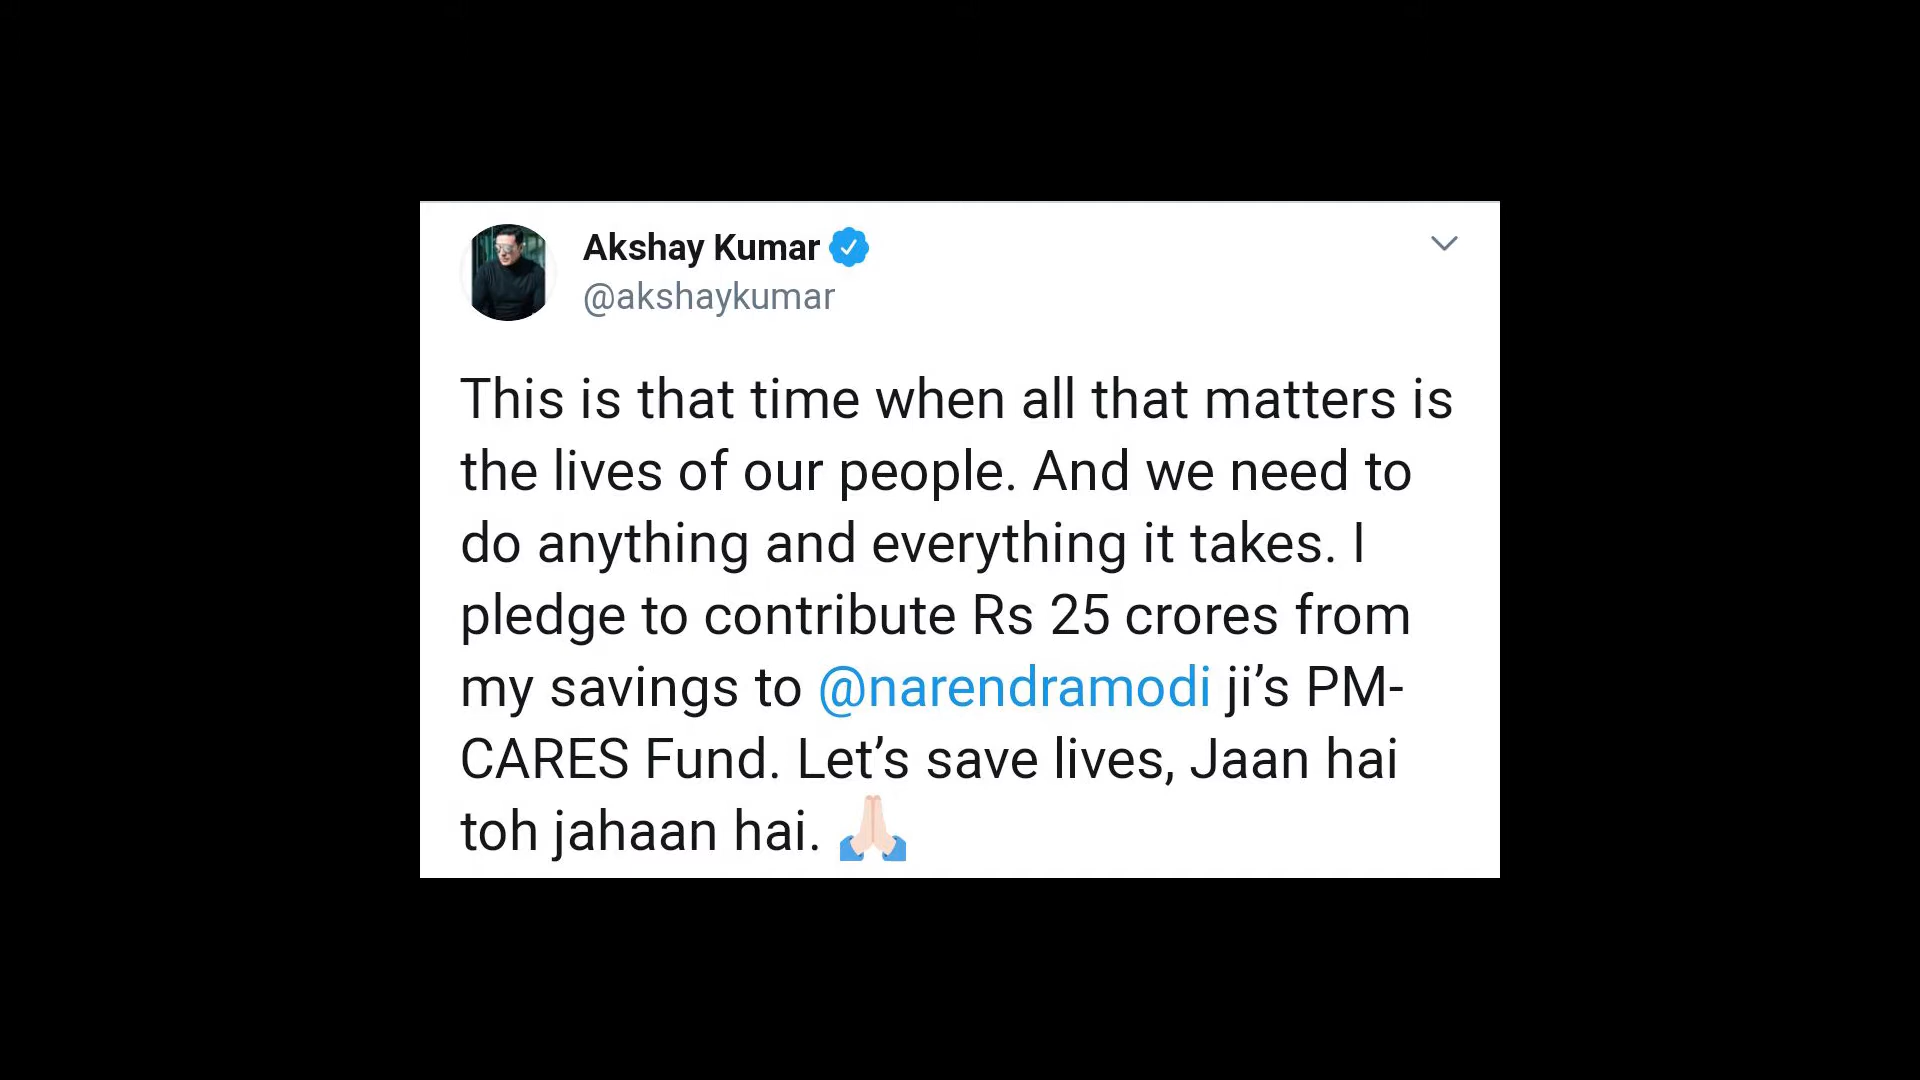 Akshay Kumar
@akshaykumar
This is that time when all that matters is
the lives of our people. And we need to
do anything and everything it takes. I
pledge to contribute Rs 25 crores from
my savings to @narendramodi ji’s PM-
CARES Fund. Let’s save lives, Jaan hai
toh jahaan hai. 🙏🏻